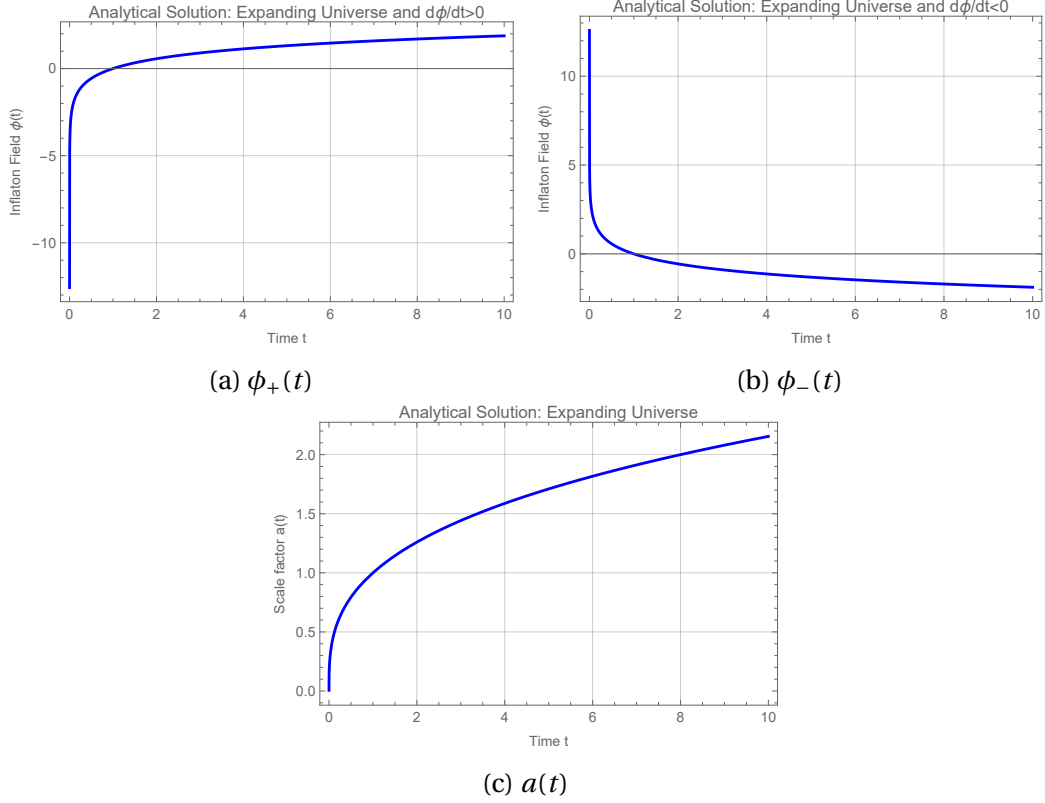 Analytical Solution: Expanding Universe and dϕ/dt>0
Inflaton Field ϕ(t)
0
−5
−10
0 2 4 6 8 10
Time t
(a) ϕ₊(t)
Analytical Solution: Expanding Universe and dϕ/dt<0
Inflaton Field ϕ(t)
10
5
0
0 2 4 6 8 10
Time t
(b) ϕ₋(t)
Analytical Solution: Expanding Universe
Scale factor a(t)
2.0
1.5
1.0
0.5
0.0
0 2 4 6 8 10
Time t
(c) a(t)